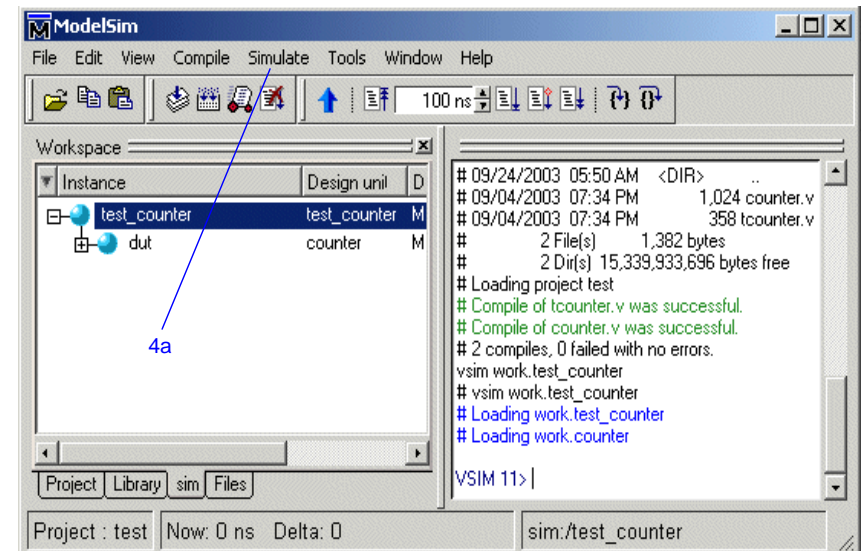 ModelSim
File Edit View Compile Simulate Tools Window Help
100 ns
Workspace
Instance Design unit D
test_counter test_counter M
dut counter M
4a
Project Library sim Files
# 09/24/2003 05:50 AM <DIR> ..
# 09/04/2003 07:34 PM 1,024 counter.v
# 09/04/2003 07:34 PM 358 tcounter.v
# 2 File(s) 1,382 bytes
# 2 Dir(s) 15,339,933,696 bytes free
# Loading project test
# Compile of tcounter.v was successful.
# Compile of counter.v was successful.
# 2 compiles, 0 failed with no errors.
vsim work.test_counter
# vsim work.test_counter
# Loading work.test_counter
# Loading work.counter
VSIM 11>
Project : test Now: 0 ns Delta: 0 sim:/test_counter